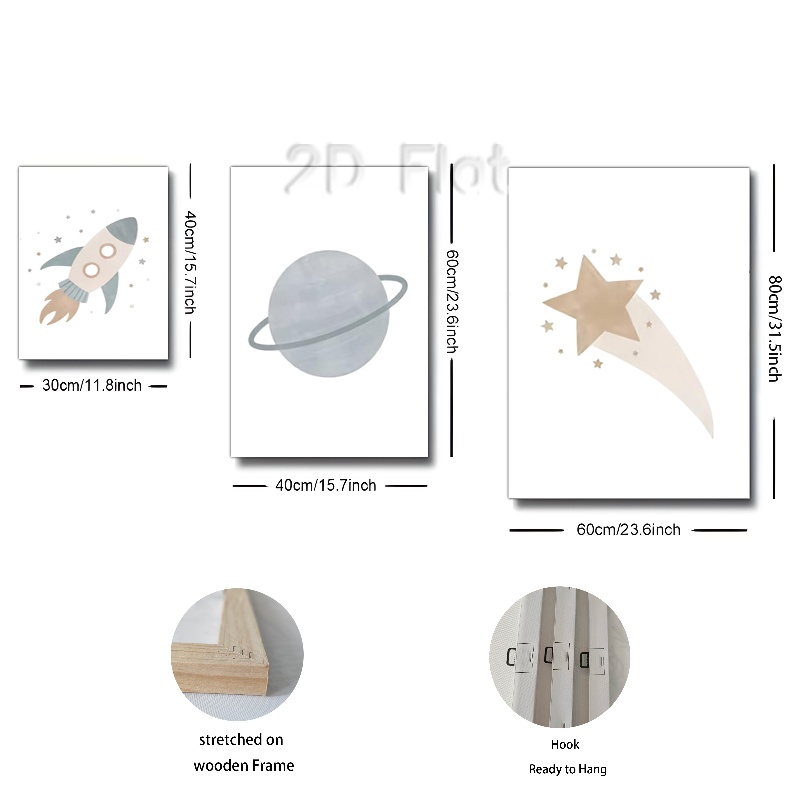 2D Flat
40cm/15.7inch
30cm/11.8inch
60cm/23.6inch
40cm/15.7inch
80cm/31.5inch
60cm/23.6inch
stretched on
wooden Frame
Hook
Ready to Hang